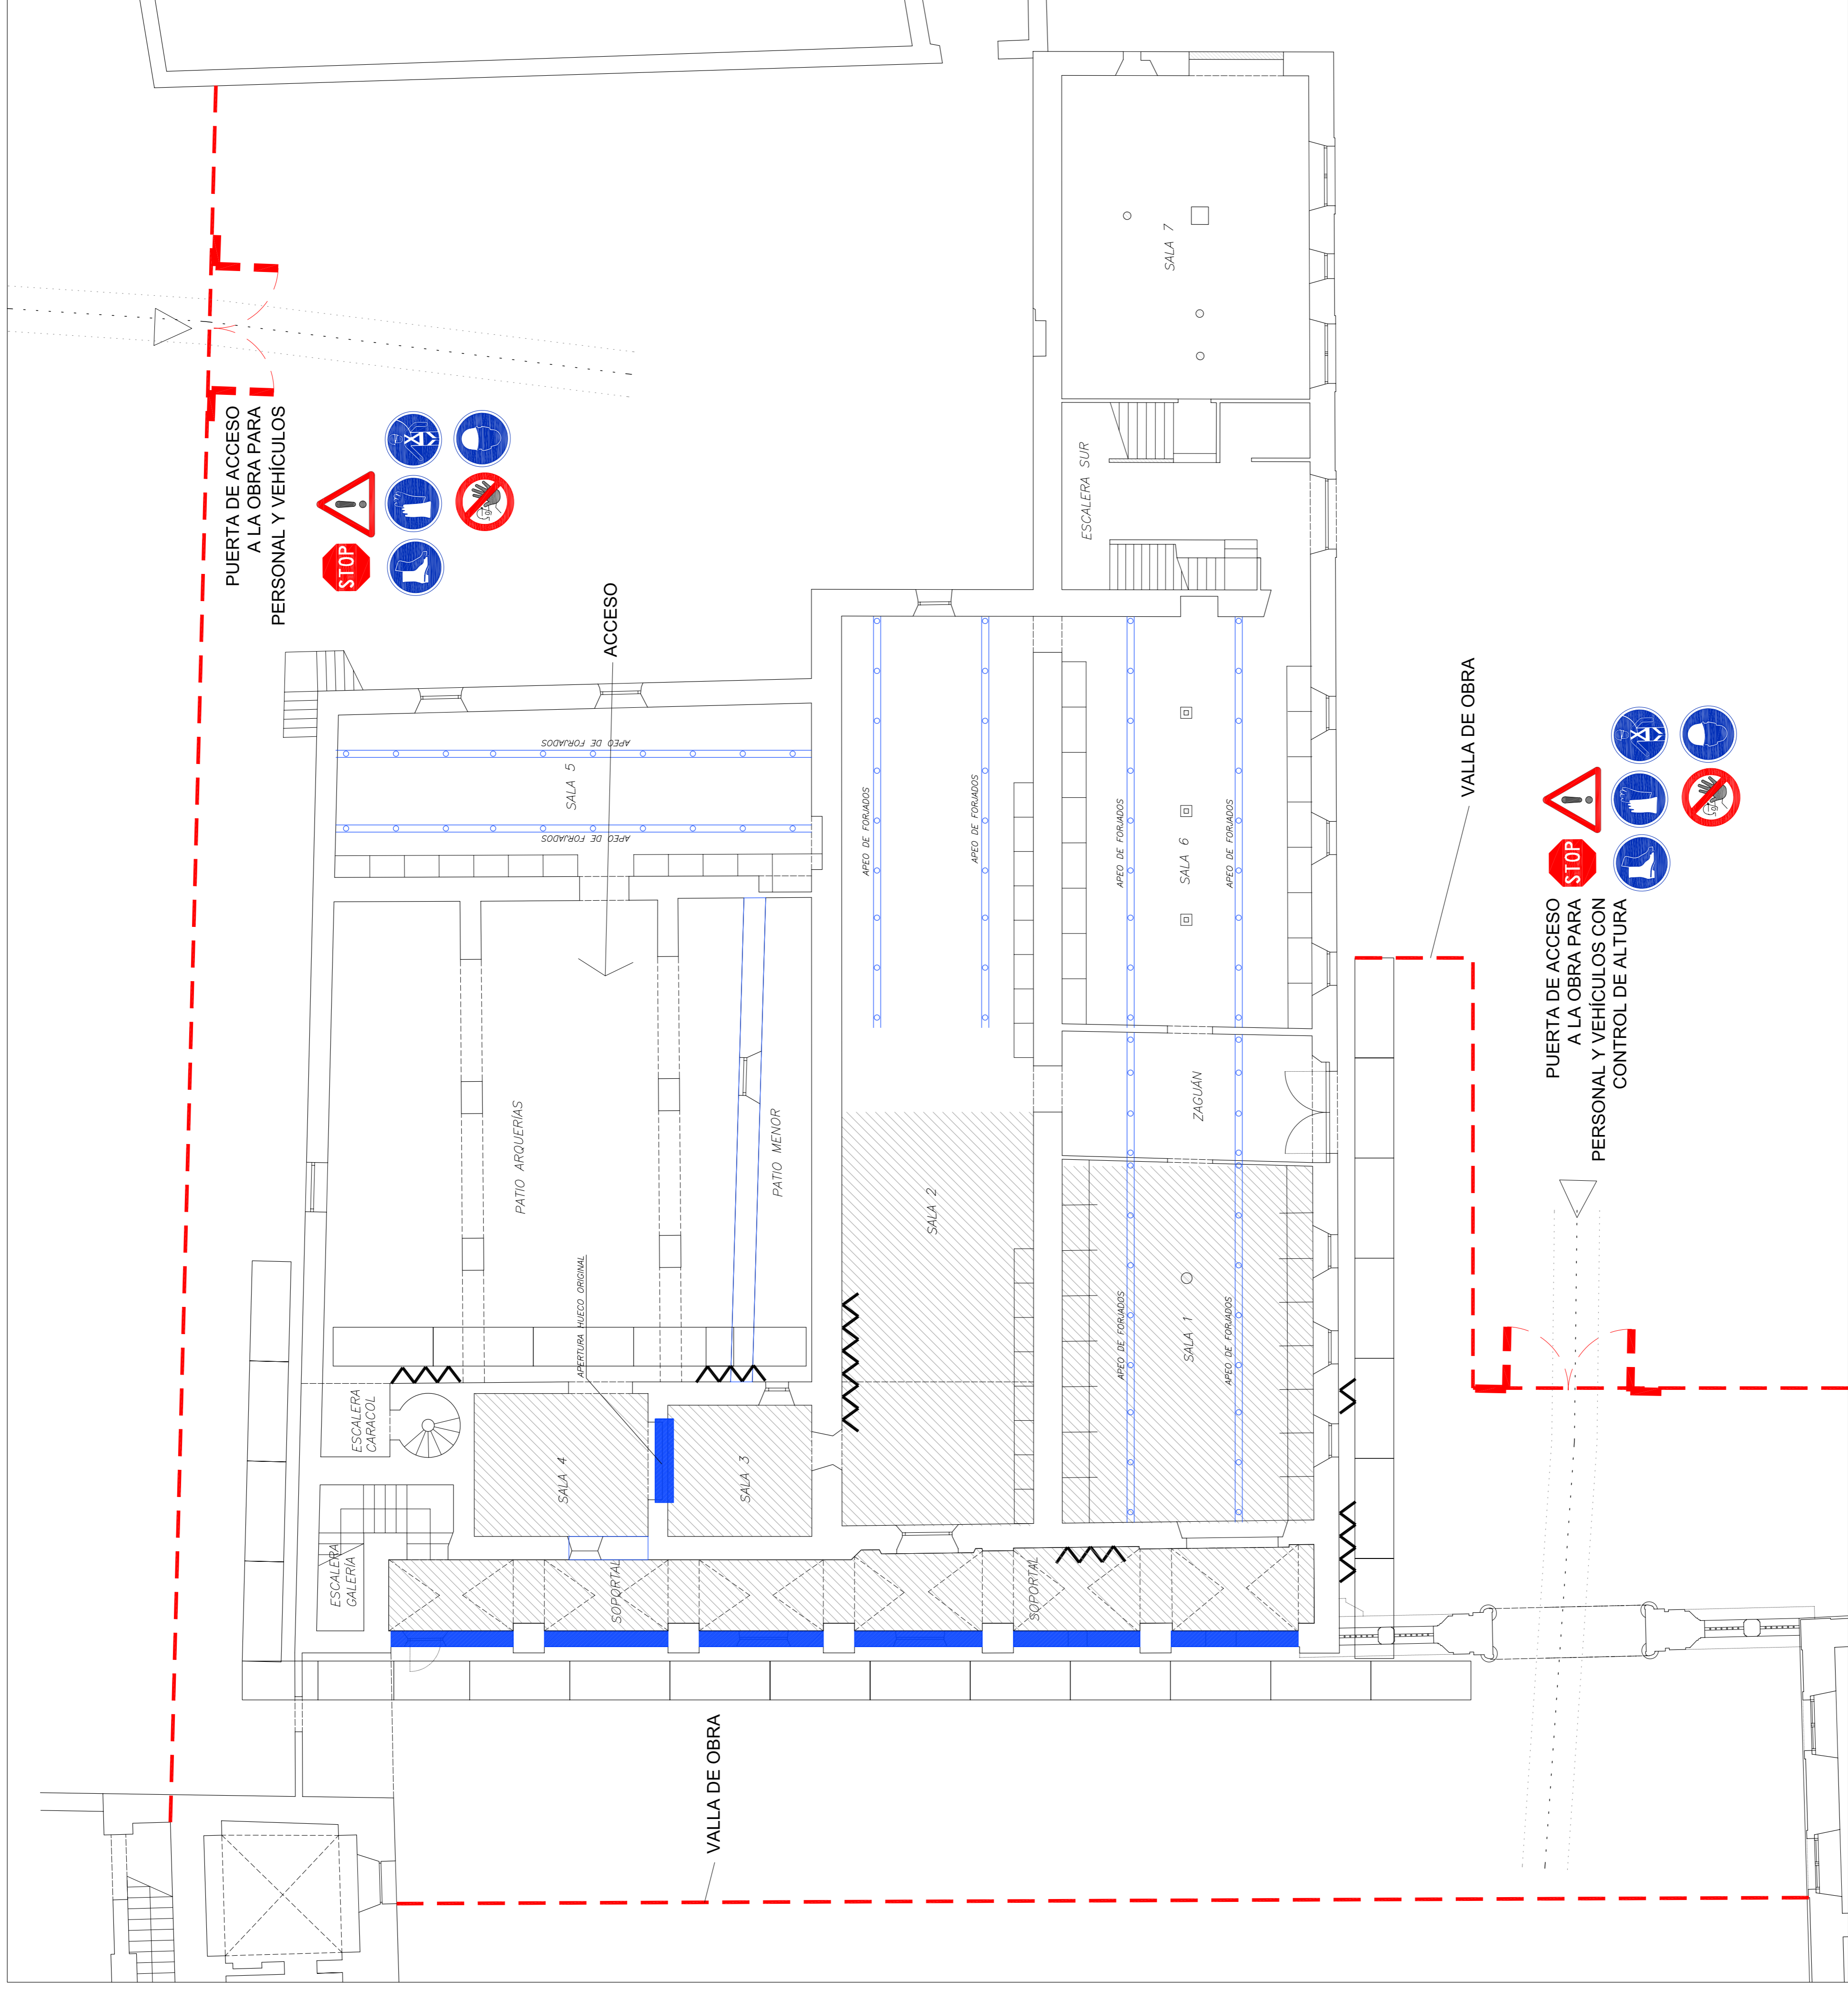 PUERTA DE ACCESO
A LA OBRA PARA
PERSONAL Y VEHÍCULOS
STOP
ACCESO
ESCALERA SUR
SALA 7
APEO DE FORJADOS
SALA 5
APEO DE FORJADOS
APEO DE FORJADOS
APEO DE FORJADOS
APEO DE FORJADOS
SALA 6
APEO DE FORJADOS
VALLA DE OBRA
STOP
PUERTA DE ACCESO
A LA OBRA PARA
PERSONAL Y VEHÍCULOS CON
CONTROL DE ALTURA
PATIO ARQUERÍAS
PATIO MENOR
ZAGUÁN
SALA 2
APERTURA HUECO ORIGINAL
APEO DE FORJADOS
SALA 1
APEO DE FORJADOS
ESCALERA
CARACOL
SALA 4
SALA 3
ESCALERA
GALERÍA
SOPORTAL
SOPORTAL
VALLA DE OBRA